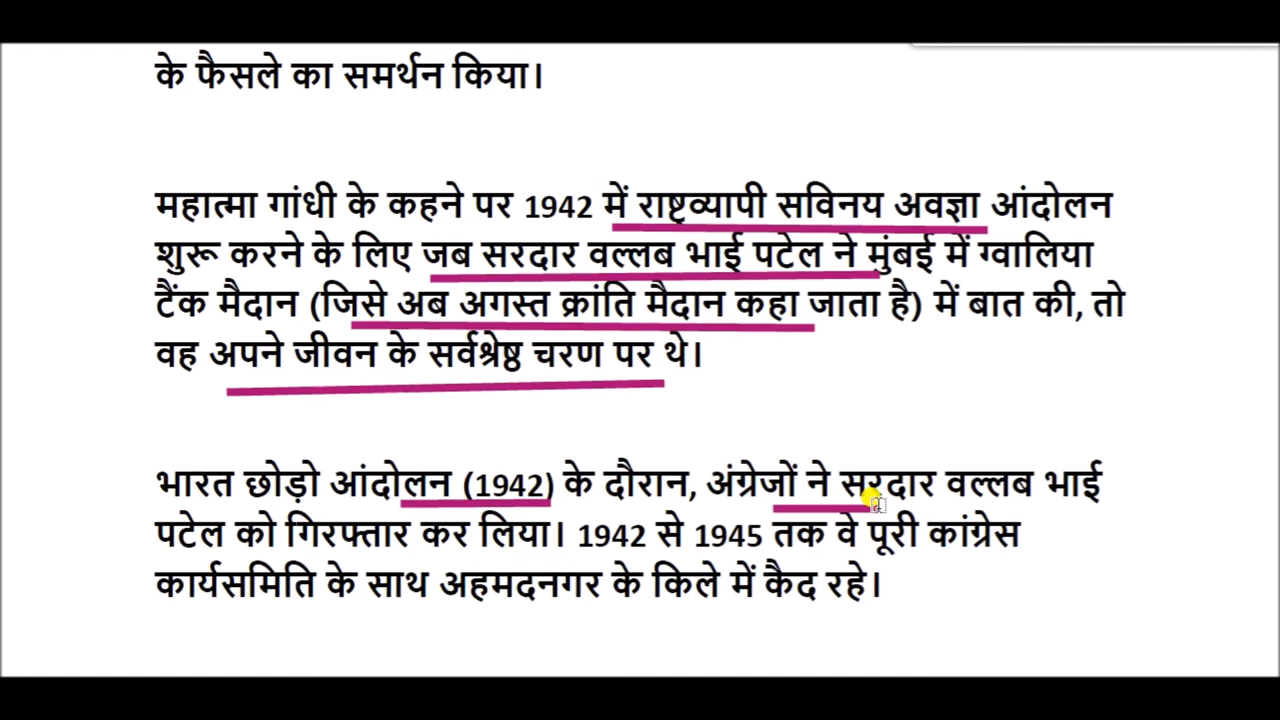 के फैसले का समर्थन किया।
महात्मा गांधी के कहने पर 1942 में राष्ट्रव्यापी सविनय अवज्ञा आंदोलन
शुरू करने के लिए जब सरदार वल्लब भाई पटेल ने मुंबई में ग्वालिया
टैंक मैदान (जिसे अब अगस्त क्रांति मैदान कहा जाता है) में बात की, तो
वह अपने जीवन के सर्वश्रेष्ठ चरण पर थे।
भारत छोड़ो आंदोलन (1942) के दौरान, अंग्रेजों ने सरदार वल्लब भाई
पटेल को गिरफ्तार कर लिया। 1942 से 1945 तक वे पूरी कांग्रेस
कार्यसमिति के साथ अहमदनगर के किले में कैद रहे।